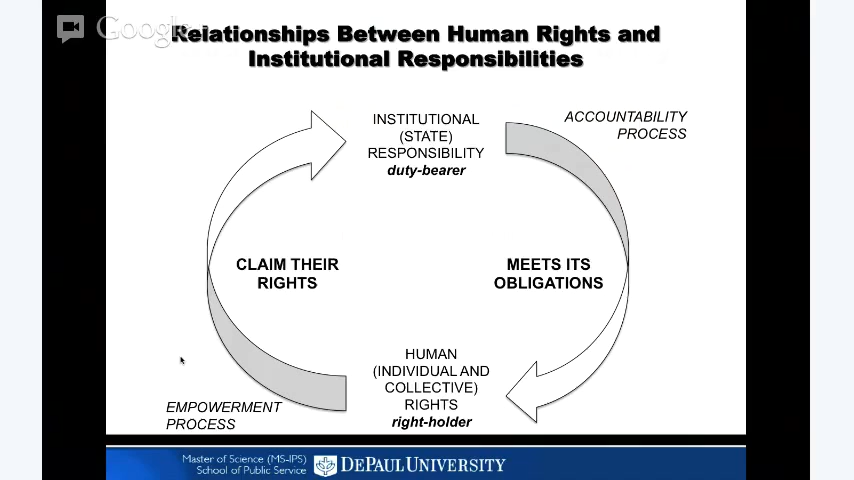 Google
Relationships Between Human Rights and
Institutional Responsibilities
INSTITUTIONAL
(STATE)
RESPONSIBILITY
duty-bearer
ACCOUNTABILITY
PROCESS
CLAIM THEIR
RIGHTS
MEETS ITS
OBLIGATIONS
HUMAN
(INDIVIDUAL AND
COLLECTIVE)
RIGHTS
right-holder
EMPOWERMENT
PROCESS
Master of Science (MS-IPS)
School of Public Service
DEPAUL UNIVERSITY